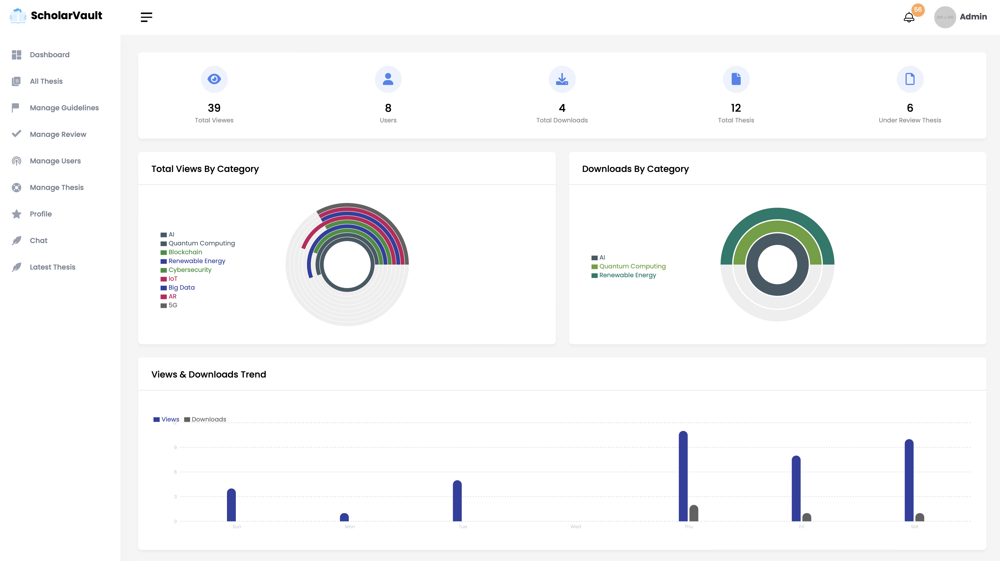 ScholarVault
56
200 x 200
Admin
Dashboard
All Thesis
Manage Guidelines
Manage Review
Manage Users
Manage Thesis
Profile
Chat
Latest Thesis
39
Total Viewes
8
Users
4
Total Downloads
12
Total Thesis
6
Under Review Thesis
Total Views By Category
AI
Quantum Computing
Blockchain
Renewable Energy
Cybersecurity
IoT
Big Data
AR
5G
Downloads By Category
AI
Quantum Computing
Renewable Energy
Views & Downloads Trend
Views Downloads
12
9
6
3
0
Sun Mon Tue Wed Thu Fri Sat